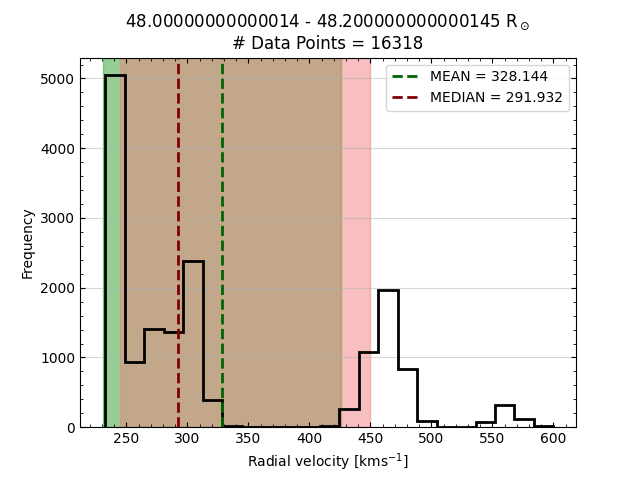 48.00000000000014 - 48.200000000000145 R⊙
# Data Points = 16318
MEAN = 328.144
MEDIAN = 291.932
Frequency
5000
4000
3000
2000
1000
0
250 300 350 400 450 500 550 600
Radial velocity [kms⁻¹]